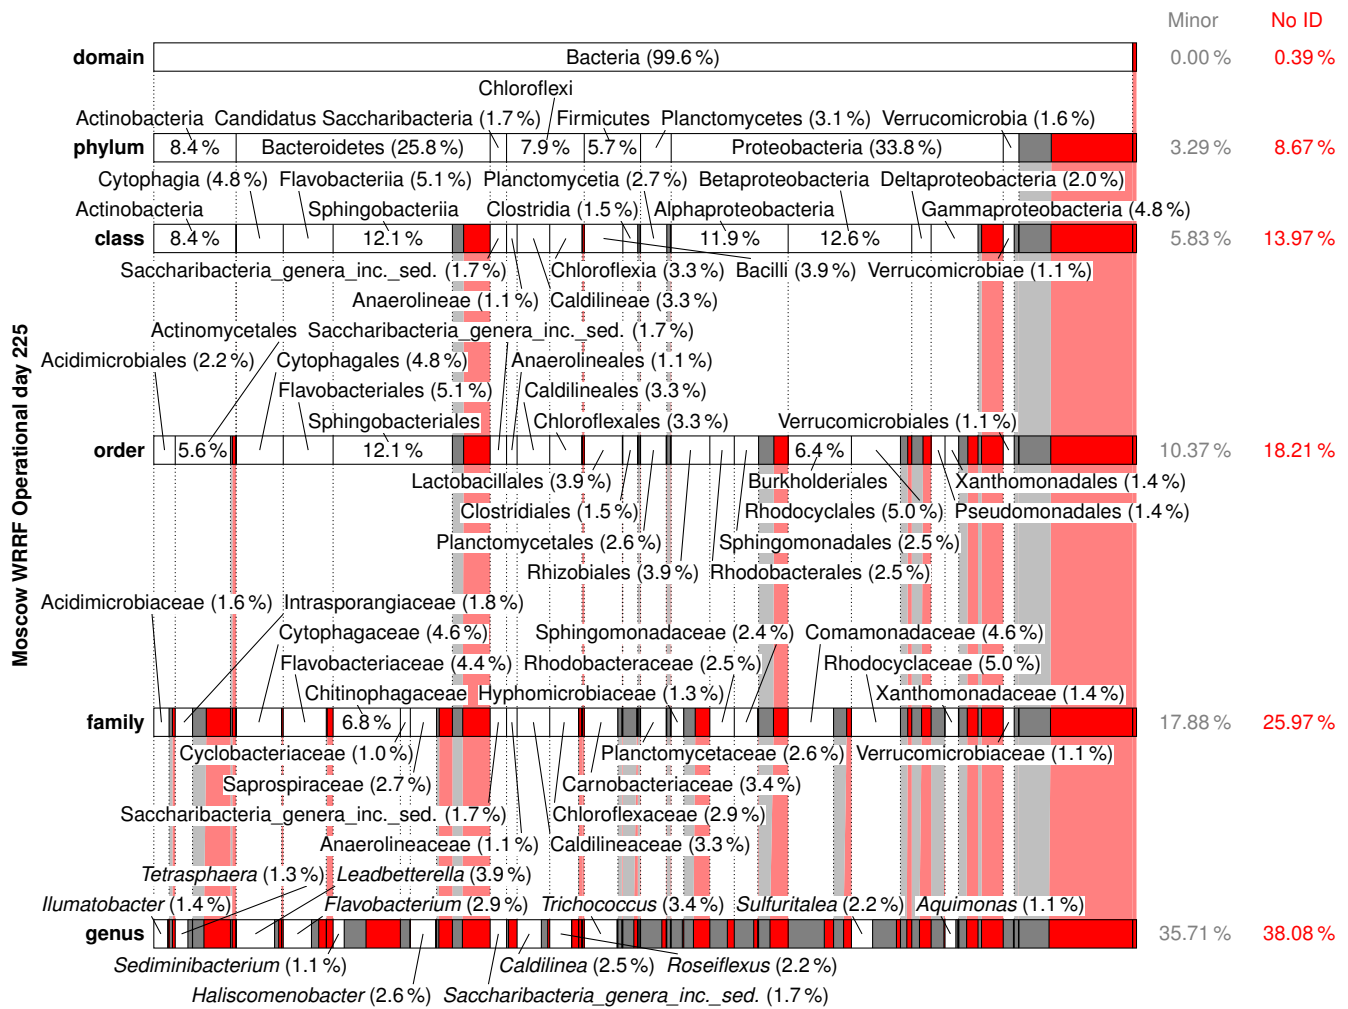 Minor No ID
domain Bacteria (99.6 %) 0.00 % 0.39 %
Chloroflexi
Actinobacteria Candidatus Saccharibacteria (1.7 %) Firmicutes Planctomycetes (3.1 %) Verrucomicrobia (1.6 %)
phylum 8.4 % Bacteroidetes (25.8 %) 7.9 % 5.7 % Proteobacteria (33.8 %) 3.29 % 8.67 %
Cytophagia (4.8 %) Flavobacteriia (5.1 %) Planctomycetia (2.7 %) Betaproteobacteria Deltaproteobacteria (2.0 %)
Actinobacteria Sphingobacteriia Clostridia (1.5 %) Alphaproteobacteria Gammaproteobacteria (4.8 %)
class 8.4 % 12.1 % 11.9 % 12.6 % 5.83 % 13.97 %
Saccharibacteria_genera_inc._sed. (1.7 %) Chloroflexia (3.3 %) Bacilli (3.9 %) Verrucomicrobiae (1.1 %)
Anaerolineae (1.1 %) Caldilineae (3.3 %)
Actinomycetales Saccharibacteria_genera_inc._sed. (1.7 %)
Acidimicrobiales (2.2 %) Cytophagales (4.8 %) Anaerolineales (1.1 %)
Flavobacteriales (5.1 %) Caldilineales (3.3 %)
Sphingobacteriales Chloroflexales (3.3 %) Verrucomicrobiales (1.1 %)
order 5.6 % 12.1 % 6.4 % 10.37 % 18.21 %
Lactobacillales (3.9 %) Burkholderiales Xanthomonadales (1.4 %)
Clostridiales (1.5 %) Rhodocyclales (5.0 %) Pseudomonadales (1.4 %)
Planctomycetales (2.6 %) Sphingomonadales (2.5 %)
Rhizobiales (3.9 %) Rhodobacterales (2.5 %)
Moscow WRRF Operational day 225
Acidimicrobiaceae (1.6 %) Intrasporangiaceae (1.8 %)
Cytophagaceae (4.6 %) Sphingomonadaceae (2.4 %) Comamonadaceae (4.6 %)
Flavobacteriaceae (4.4 %) Rhodobacteraceae (2.5 %) Rhodocyclaceae (5.0 %)
Chitinophagaceae Hyphomicrobiaceae (1.3 %) Xanthomonadaceae (1.4 %)
family 6.8 % 17.88 % 25.97 %
Cyclobacteriaceae (1.0 %) Planctomycetaceae (2.6 %) Verrucomicrobiaceae (1.1 %)
Saprospiraceae (2.7 %) Carnobacteriaceae (3.4 %)
Saccharibacteria_genera_inc._sed. (1.7 %) Chloroflexaceae (2.9 %)
Anaerolineaceae (1.1 %) Caldilineaceae (3.3 %)
Tetrasphaera (1.3 %) Leadbetterella (3.9 %)
Ilumatobacter (1.4 %) Flavobacterium (2.9 %) Trichococcus (3.4 %) Sulfuritalea (2.2 %) Aquimonas (1.1 %)
genus 35.71 % 38.08 %
Sediminibacterium (1.1 %) Caldilinea (2.5 %) Roseiflexus (2.2 %)
Haliscomenobacter (2.6 %) Saccharibacteria_genera_inc._sed. (1.7 %)